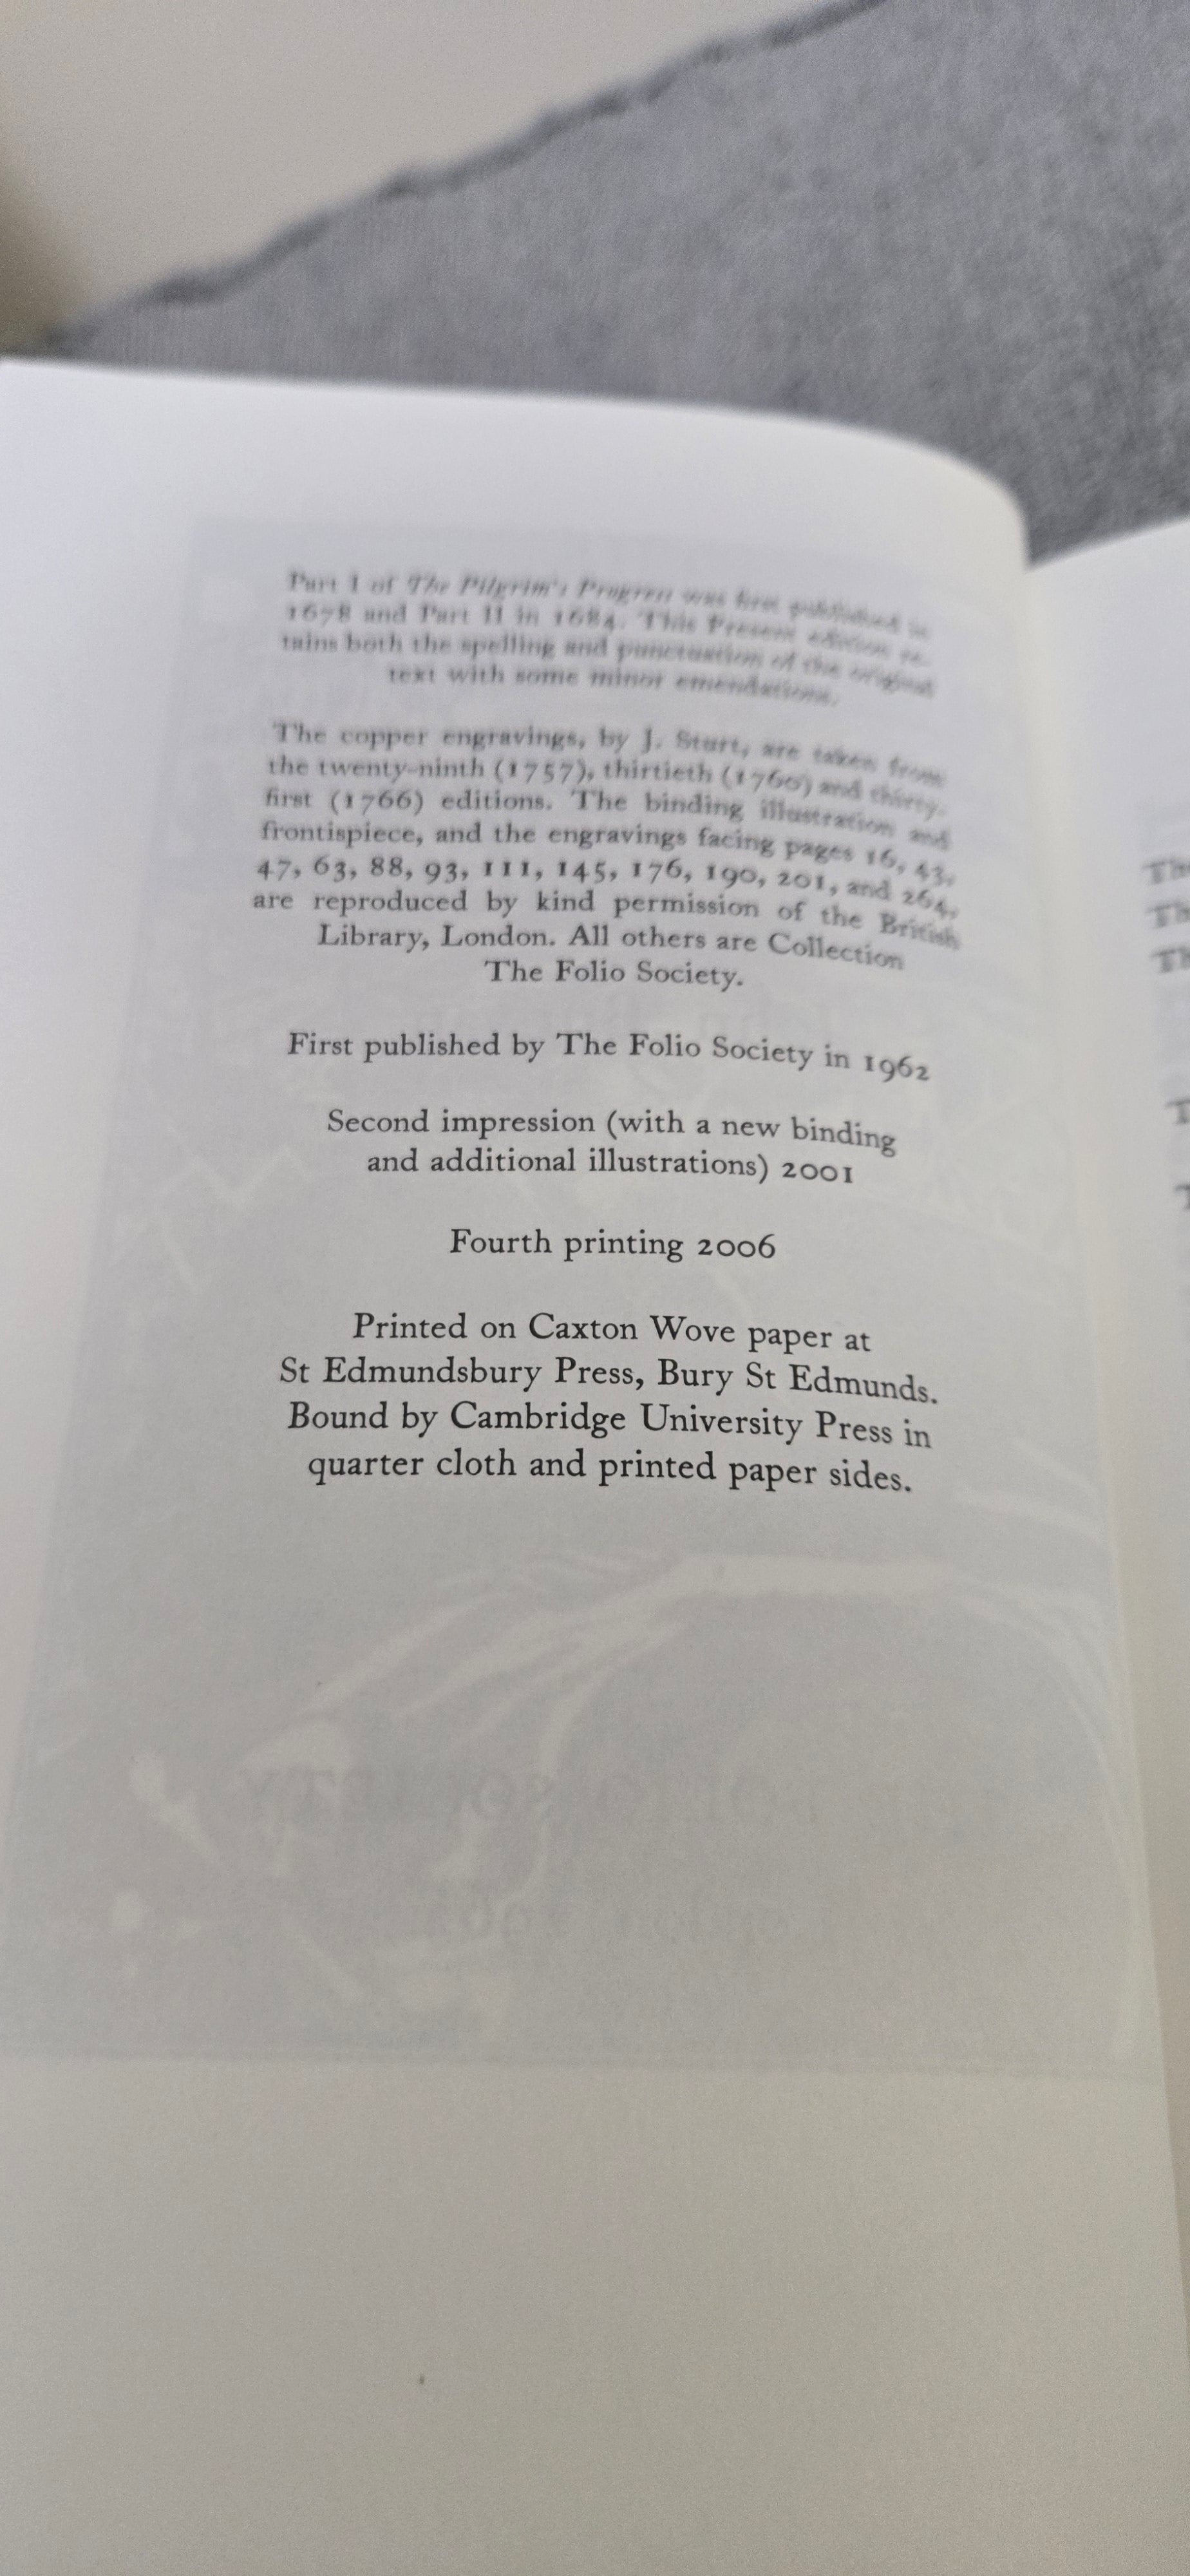 Part I of The Pilgrim's Progress was first published in
1678 and Part II in 1684. This Present edition re-
tains both the spelling and punctuation of the original
text with some minor emendations.
The copper engravings, by J. Sturt, are taken from
the twenty-ninth (1757), thirtieth (1760) and thirty-
first (1766) editions. The binding illustration and
frontispiece, and the engravings facing pages 16, 43,
47, 63, 88, 93, 111, 145, 176, 190, 201, and 264,
are reproduced by kind permission of the British
Library, London. All others are Collection
The Folio Society.
First published by The Folio Society in 1962
Second impression (with a new binding
and additional illustrations) 2001
Fourth printing 2006
Printed on Caxton Wove paper at
St Edmundsbury Press, Bury St Edmunds.
Bound by Cambridge University Press in
quarter cloth and printed paper sides.